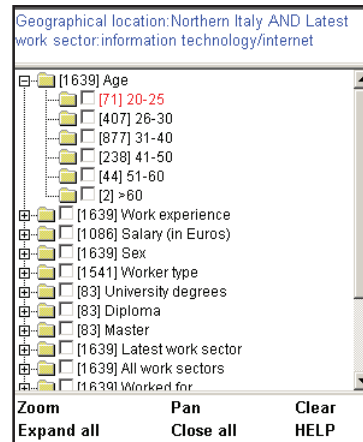 Geographical location:Northern Italy AND Latest
work sector:information technology/internet
[1639] Age
[71] 20-25
[407] 26-30
[877] 31-40
[238] 41-50
[44] 51-60
[2] >60
[1639] Work experience
[1086] Salary (in Euros)
[1639] Sex
[1541] Worker type
[83] University degrees
[83] Diploma
[83] Master
[1639] Latest work sector
[1639] All work sectors
[1639] Worked for
Zoom Pan Clear
Expand all Close all HELP